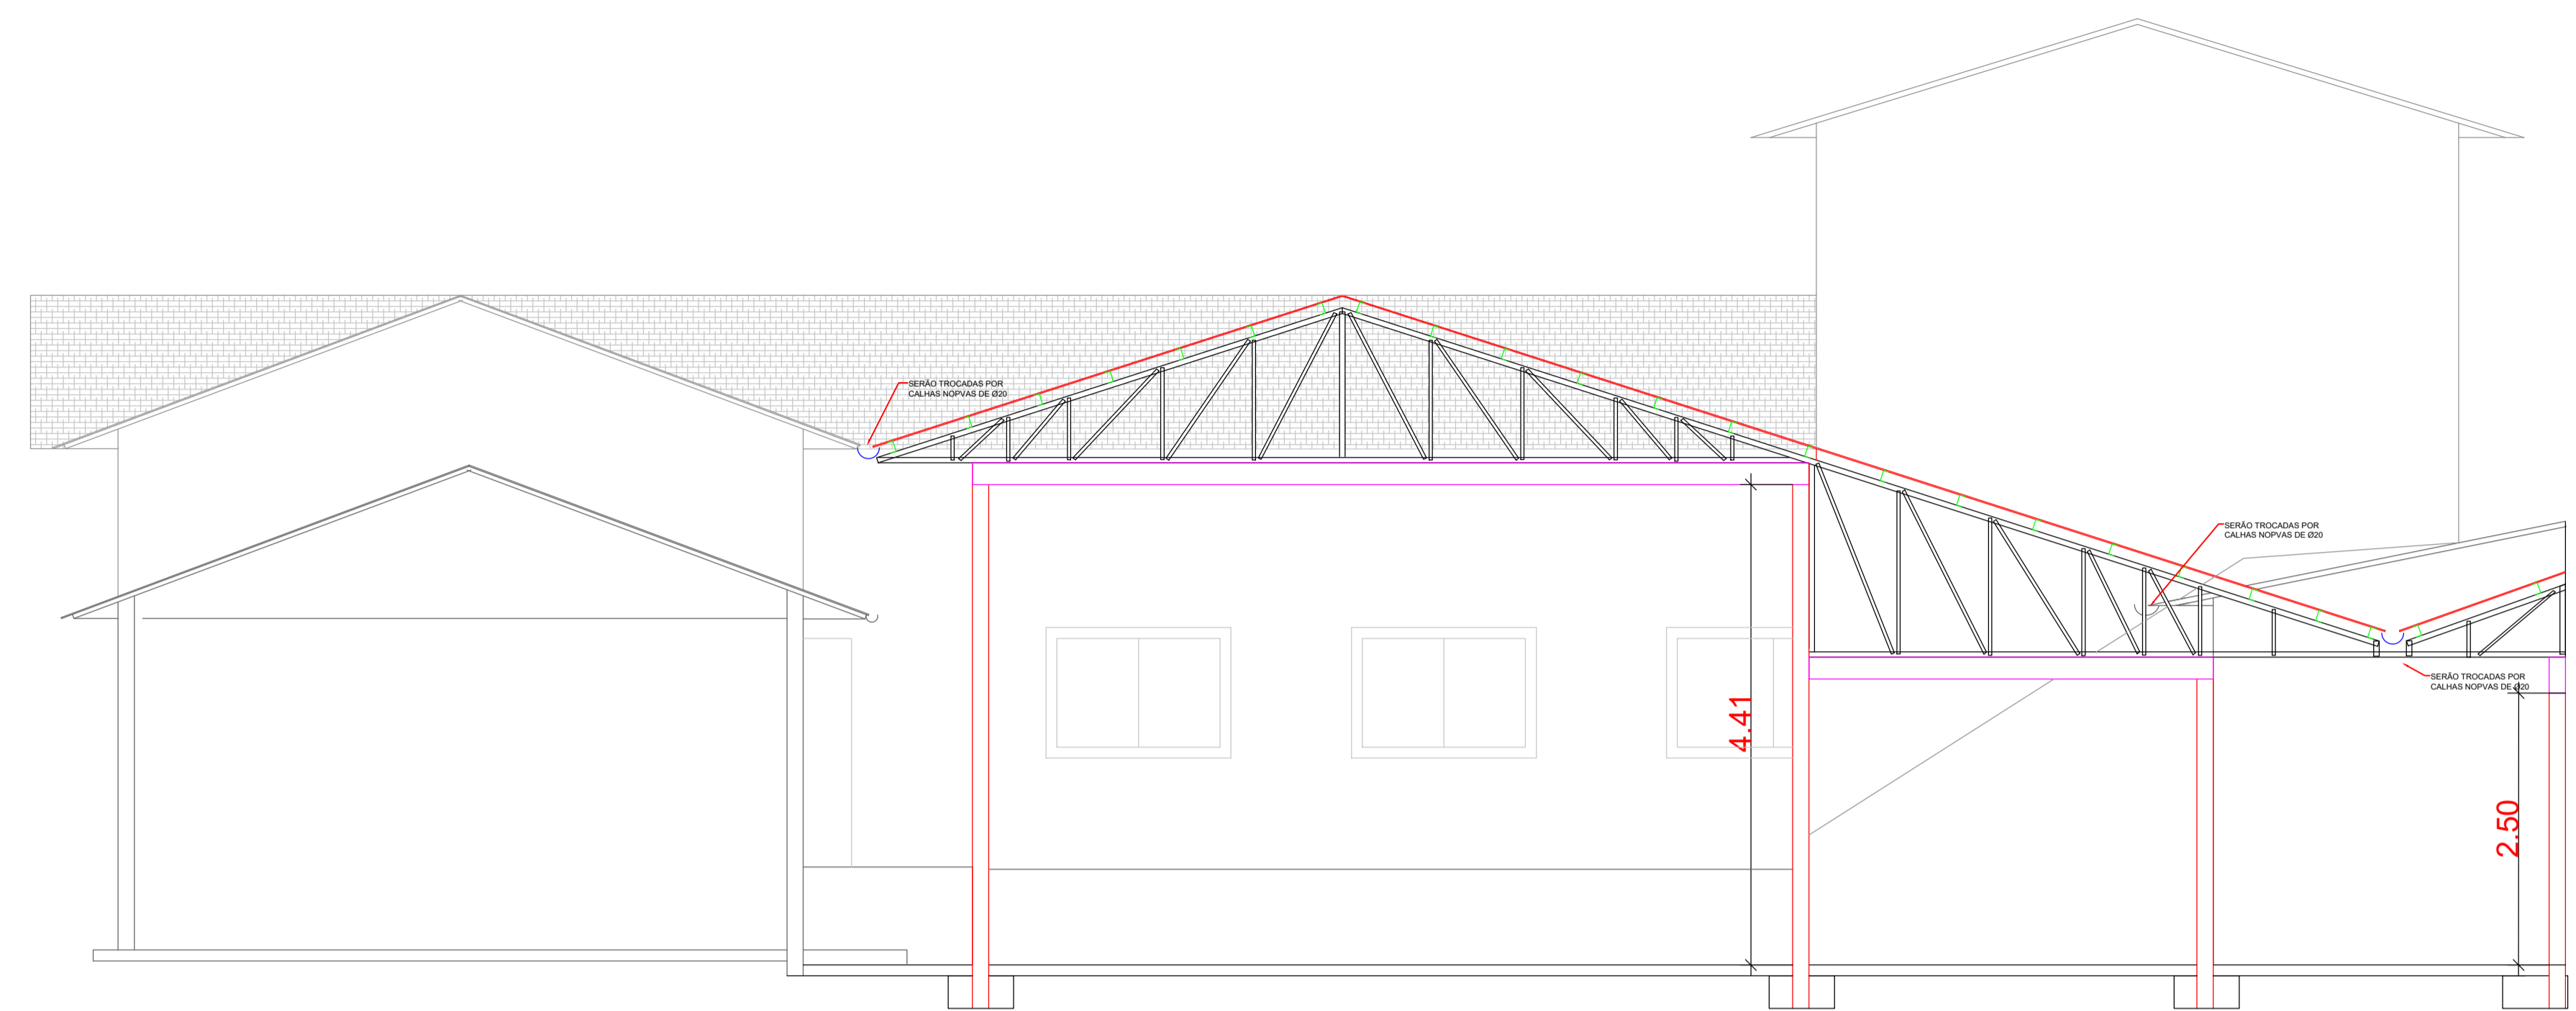 SERÃO TROCADAS POR
CALHAS NOPVAS DE Ø20
SERÃO TROCADAS POR
CALHAS NOPVAS DE Ø20
SERÃO TROCADAS POR
CALHAS NOPVAS DE Ø20
4.41
2.50